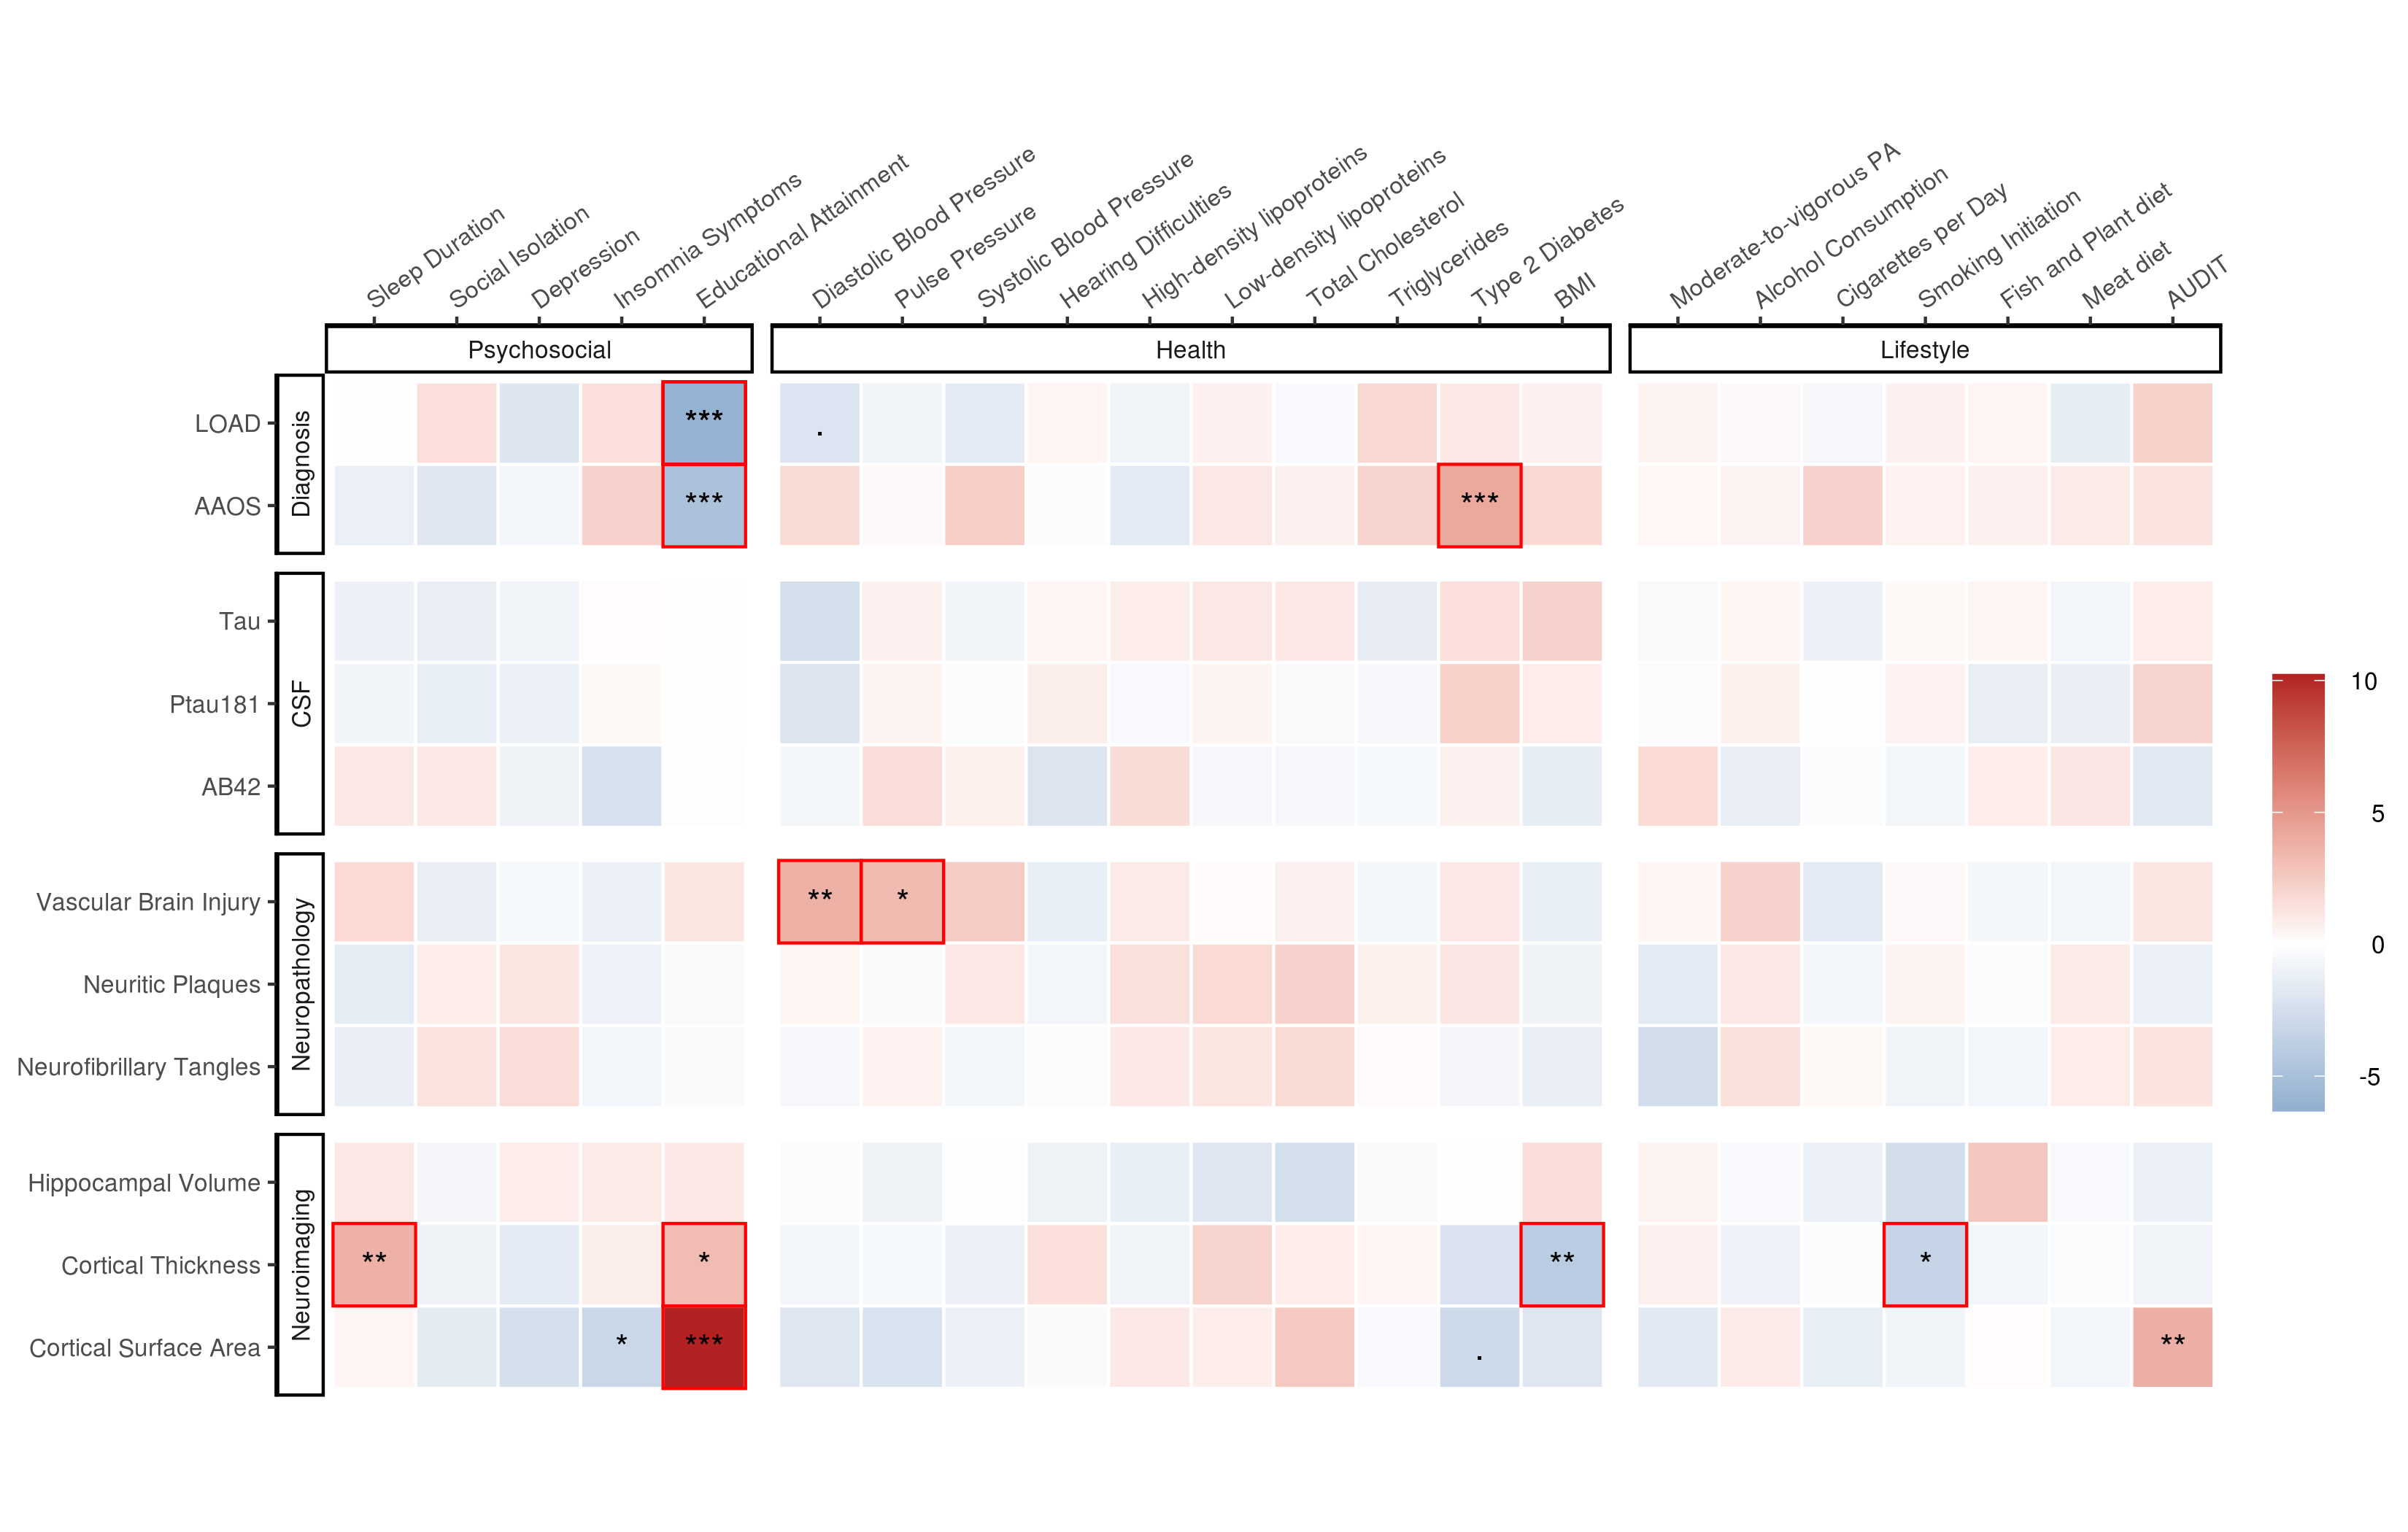 Sleep Duration
Social Isolation
Depression
Insomnia Symptoms
Educational Attainment
Diastolic Blood Pressure
Pulse Pressure
Systolic Blood Pressure
Hearing Difficulties
High-density lipoproteins
Low-density lipoproteins
Total Cholesterol
Triglycerides
Type 2 Diabetes
BMI
Moderate-to-vigorous PA
Alcohol Consumption
Cigarettes per Day
Smoking Initiation
Fish and Plant diet
Meat diet
AUDIT
Psychosocial
Health
Lifestyle
Diagnosis
LOAD
*** .
AAOS
*** ***
CSF
Tau
Ptau181
AB42
Neuropathology
Vascular Brain Injury
** *
Neuritic Plaques
Neurofibrillary Tangles
Neuroimaging
Hippocampal Volume
Cortical Thickness
** * ** *
Cortical Surface Area
* *** . **
10
5
0
-5